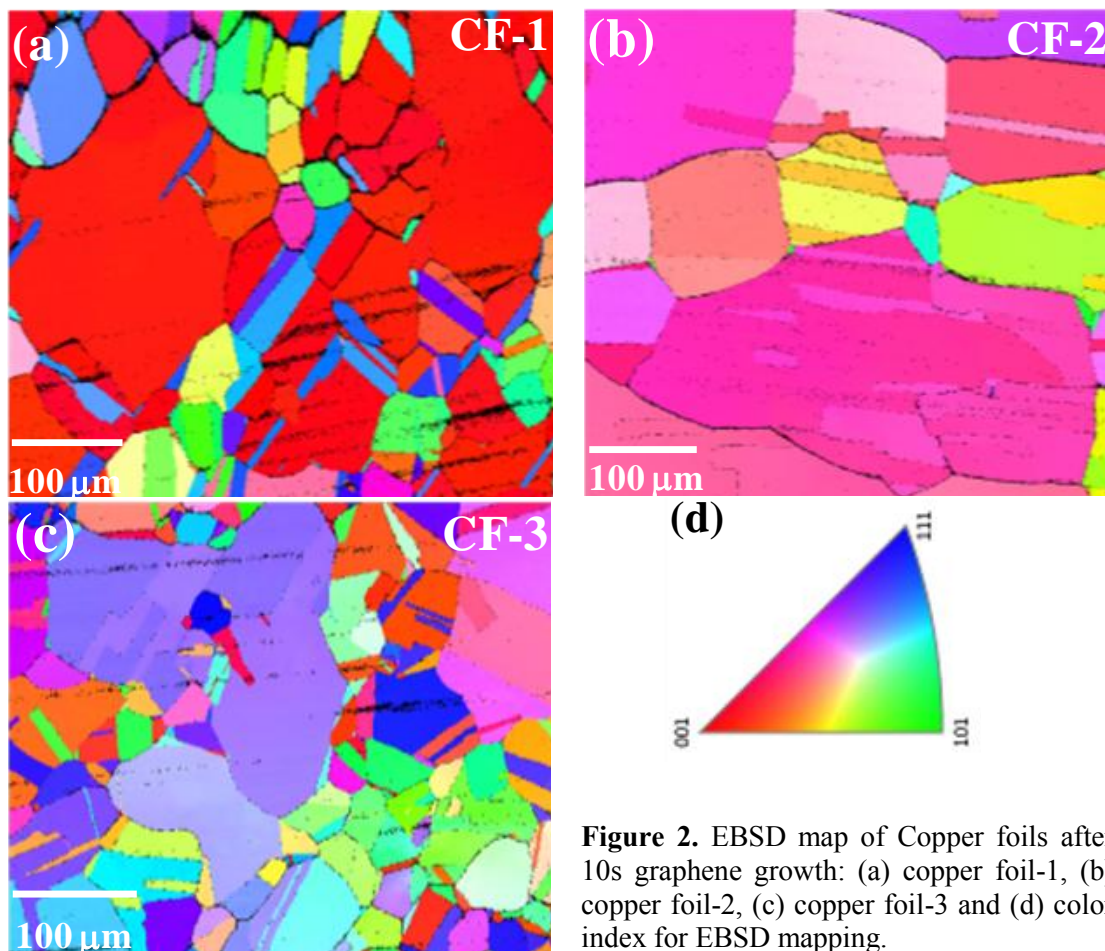 (a) CF-1
(b) CF-2
100 μm
100 μm
(c) CF-3
(d)
111
001
101
100 μm
Figure 2. EBSD map of Copper foils after
10s graphene growth: (a) copper foil-1, (b)
copper foil-2, (c) copper foil-3 and (d) colo
index for EBSD mapping.